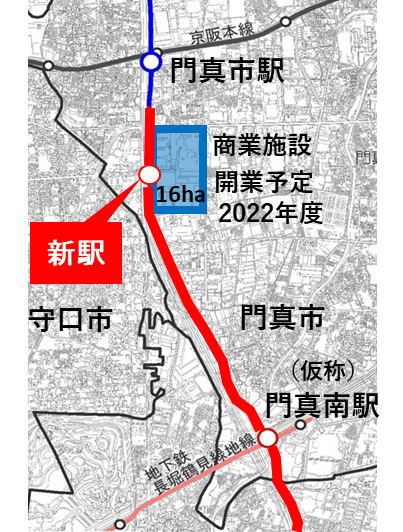 京阪本線
門真市駅
商業施設
門真
開業予定
16ha
2022年度
新駅
守口市
門真市
（仮称）
門真南駅
地下鉄
長堀鶴見緑地線